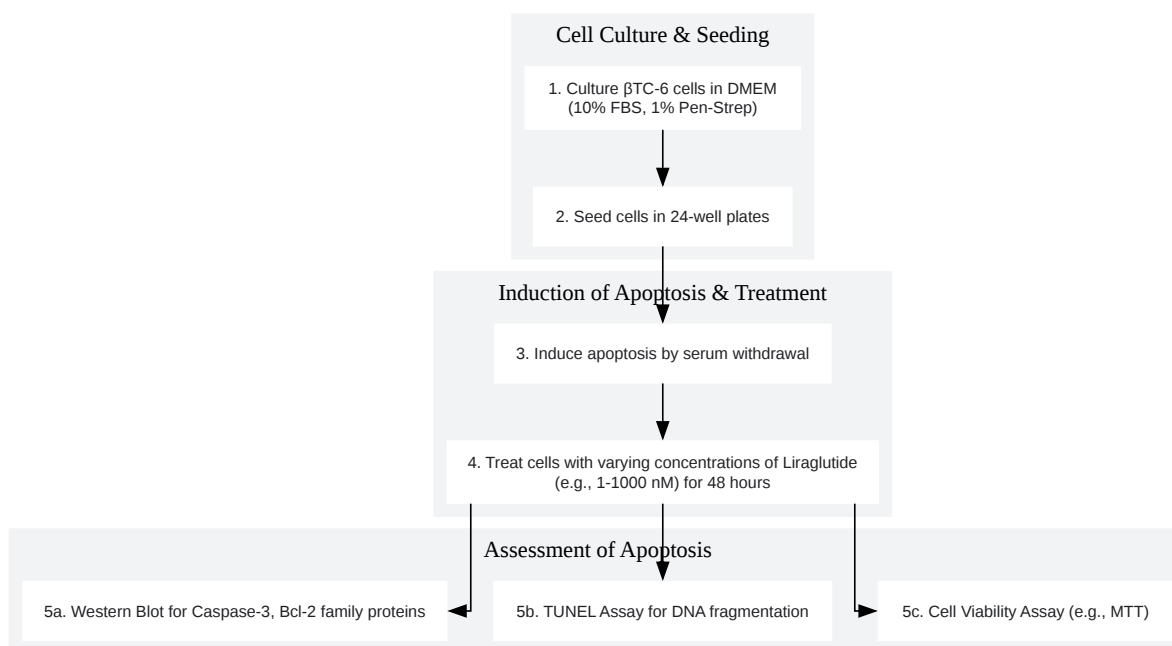 Cell Culture & Seeding
1. Culture βTC-6 cells in DMEM
(10% FBS, 1% Pen-Strep)
2. Seed cells in 24-well plates
Induction of Apoptosis & Treatment
3. Induce apoptosis by serum withdrawal
4. Treat cells with varying concentrations of Liraglutide
(e.g., 1-1000 nM) for 48 hours
Assessment of Apoptosis
5a. Western Blot for Caspase-3, Bcl-2 family proteins
5b. TUNEL Assay for DNA fragmentation
5c. Cell Viability Assay (e.g., MTT)